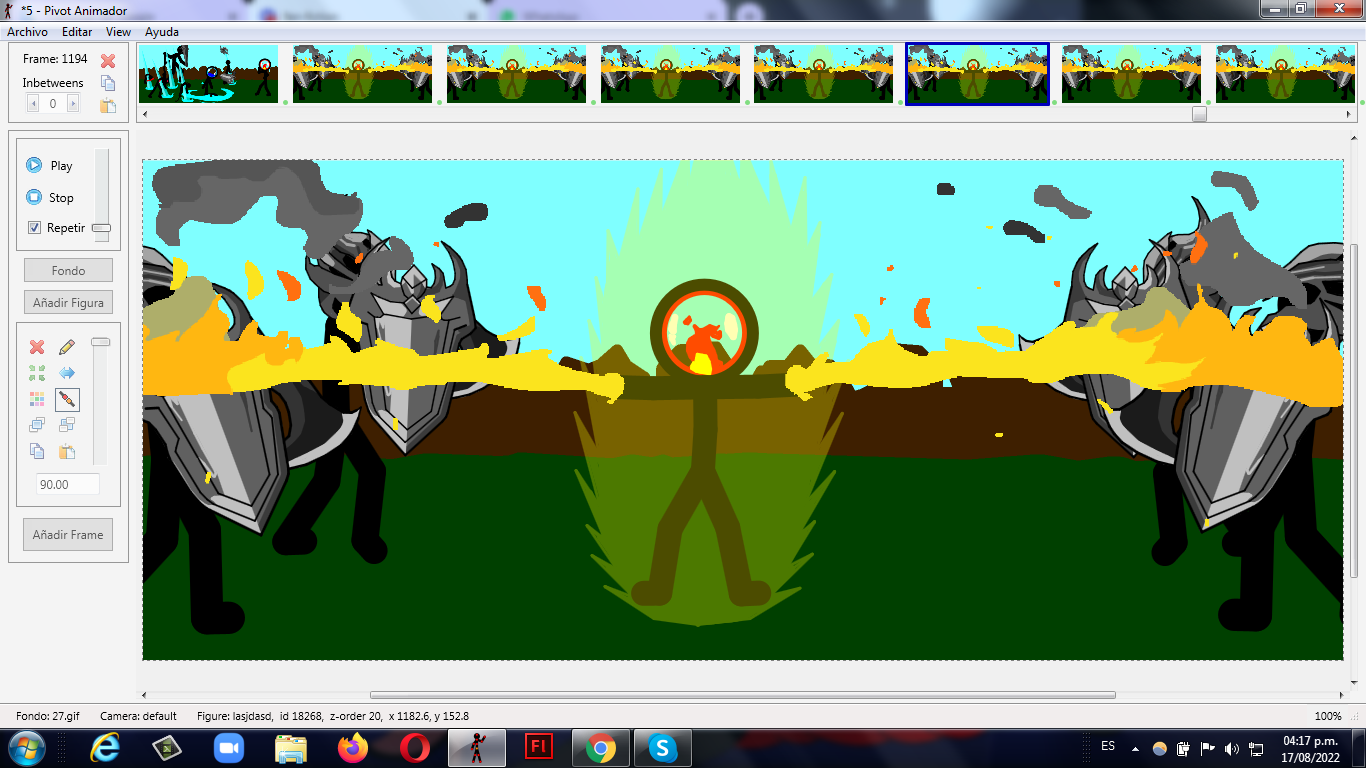 *5 - Pivot Animador
Archivo Editar View Ayuda
Frame: 1194
Inbetweens
0
Play
Stop
Repetir
Fondo
Añadir Figura
90.00
Añadir Frame
Fondo: 27.gif Camera: default Figure: lasjdasd, id 18268, z-order 20, x 1182.6, y 152.8 100%
Fl
S
ES
04:17 p.m.
17/08/2022